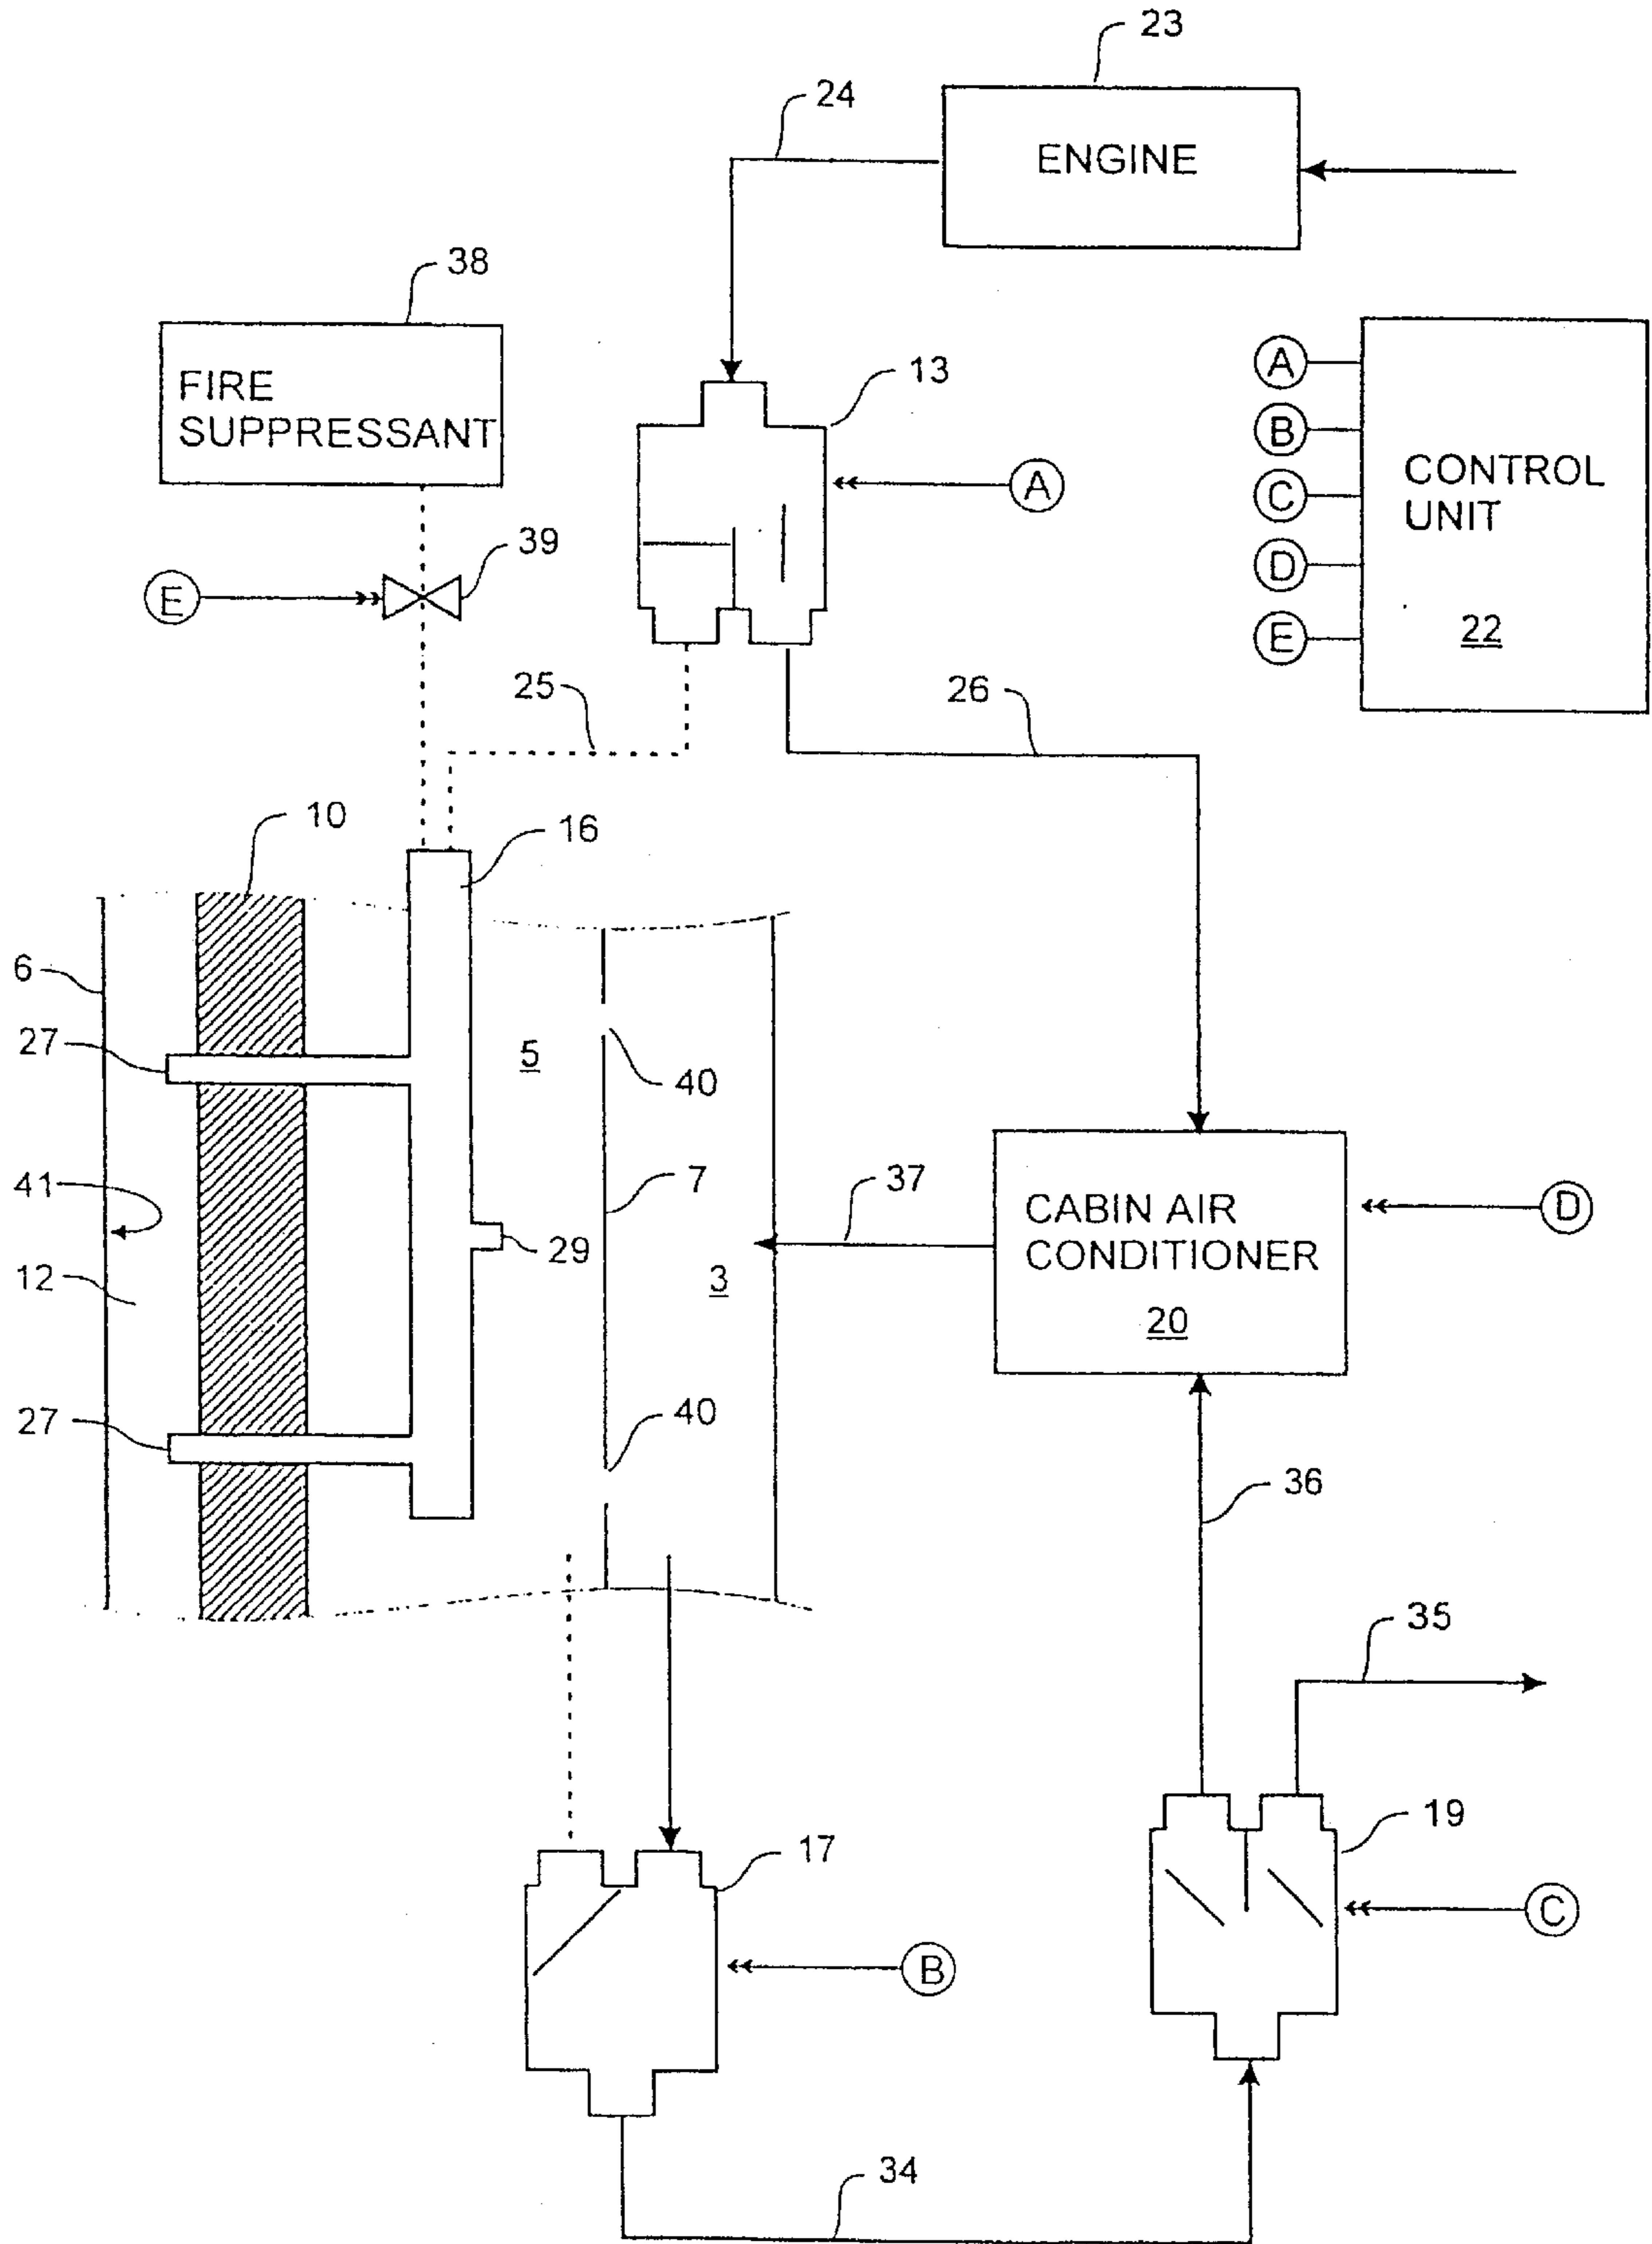 23
24
ENGINE
38
FIRE
SUPPRESSANT
13
A
A
B
C
D
E
CONTROL
UNIT
22
39
E
25
26
10
16
6
27
5
40
41
7
37
D
29
CABIN AIR
CONDITIONER
20
12
3
27
40
36
35
17
19
C
B
34